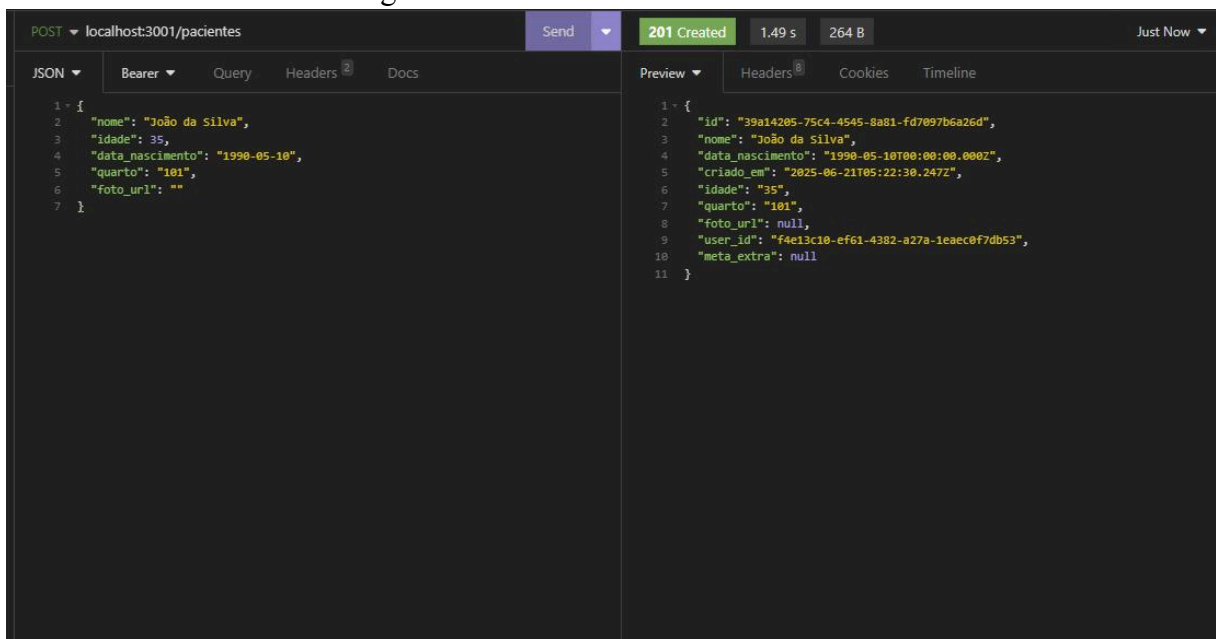 POST localhost:3001/pacientes Send 201 Created 1.49 s 264 B Just Now
JSON Bearer Query Headers 2 Docs Preview Headers 8 Cookies Timeline
1 {
2 "nome": "João da Silva",
3 "idade": 35,
4 "data_nascimento": "1990-05-10",
5 "quarto": "101",
6 "foto_url": ""
7 }
1 {
2 "id": "39a14205-75c4-4545-8a81-fd7097b6a26d",
3 "nome": "João da Silva",
4 "data_nascimento": "1990-05-10T00:00:00.000Z",
5 "criado_em": "2025-06-21T05:22:30.247Z",
6 "idade": "35",
7 "quarto": "101",
8 "foto_url": null,
9 "user_id": "f4e13c10-ef61-4382-a27a-1eaec0f7db53",
10 "meta_extra": null
11 }